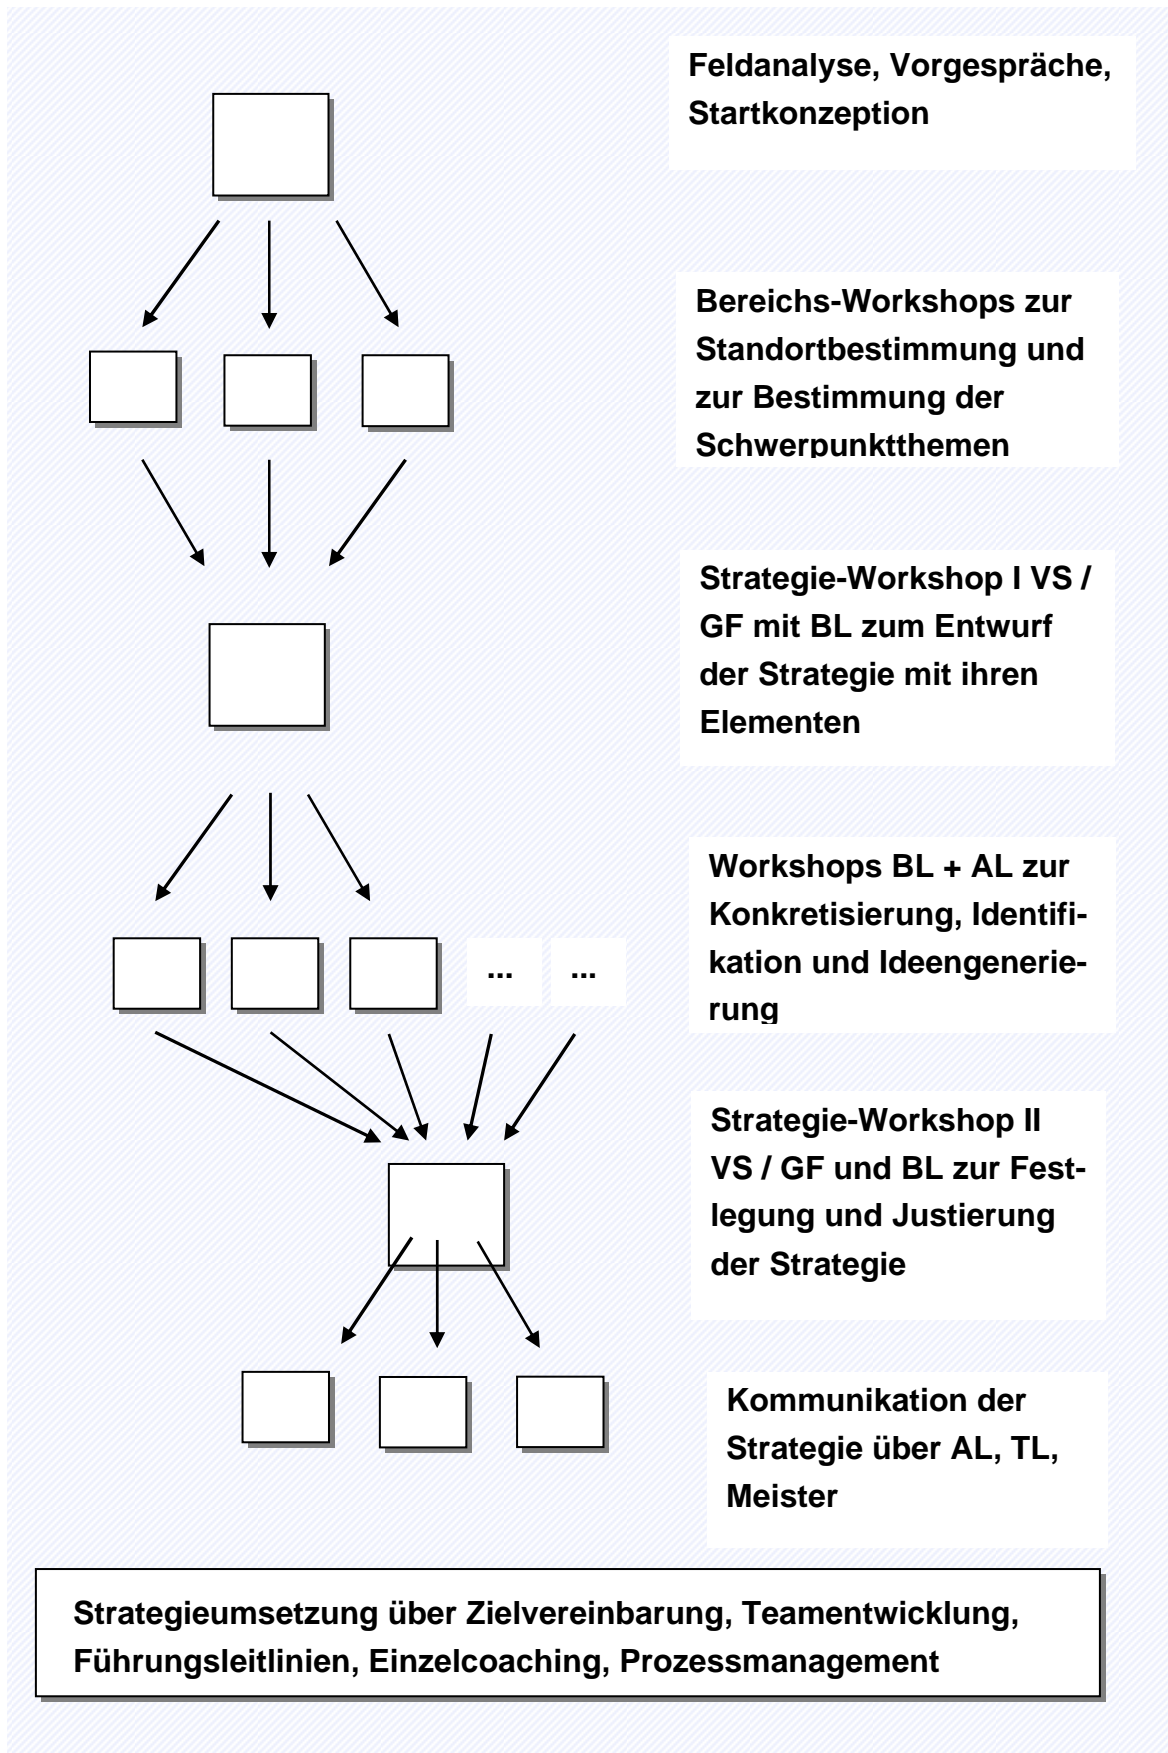 Feldanalyse, Vorgespräche,
Startkonzeption
Bereichs-Workshops zur
Standortbestimmung und
zur Bestimmung der
Schwerpunktthemen
Strategie-Workshop I VS /
GF mit BL zum Entwurf
der Strategie mit ihren
Elementen
Workshops BL + AL zur
Konkretisierung, Identifi-
kation und Ideengenerie-
rung
... ...
Strategie-Workshop II
VS / GF und BL zur Fest-
legung und Justierung
der Strategie
Kommunikation der
Strategie über AL, TL,
Meister
Strategieumsetzung über Zielvereinbarung, Teamentwicklung,
Führungsleitlinien, Einzelcoaching, Prozessmanagement